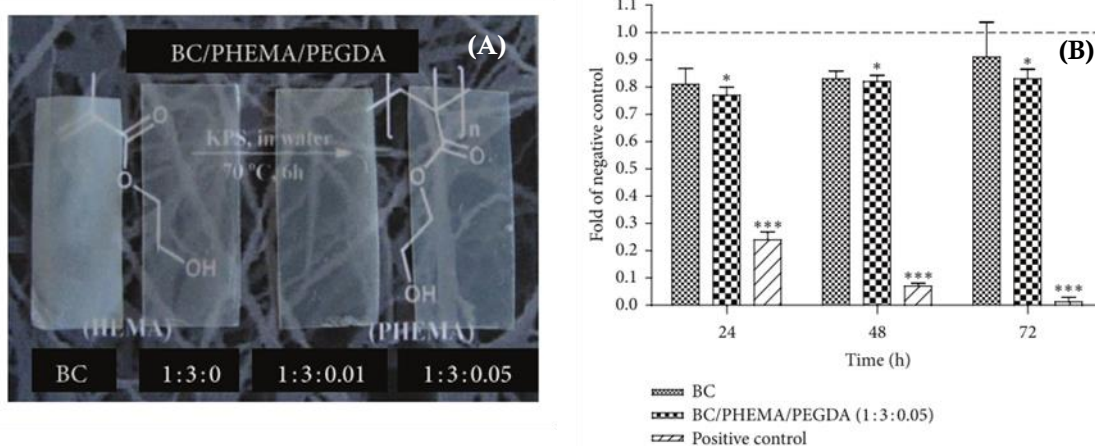 BC/PHEMA/PEGDA
(A)
n
KPS, in water
70 °C, 6h
O
O
O
O
OH
OH
(HEMA)
(PHEMA)
BC
1:3:0
1:3:0.01
1:3:0.05
(B)
Fold of negative control
1.1
1.0
0.9
0.8
0.7
0.6
0.5
0.4
0.3
0.2
0.1
0.0
*
***
*
***
*
***
24
48
72
Time (h)
BC
BC/PHEMA/PEGDA (1:3:0.05)
Positive control